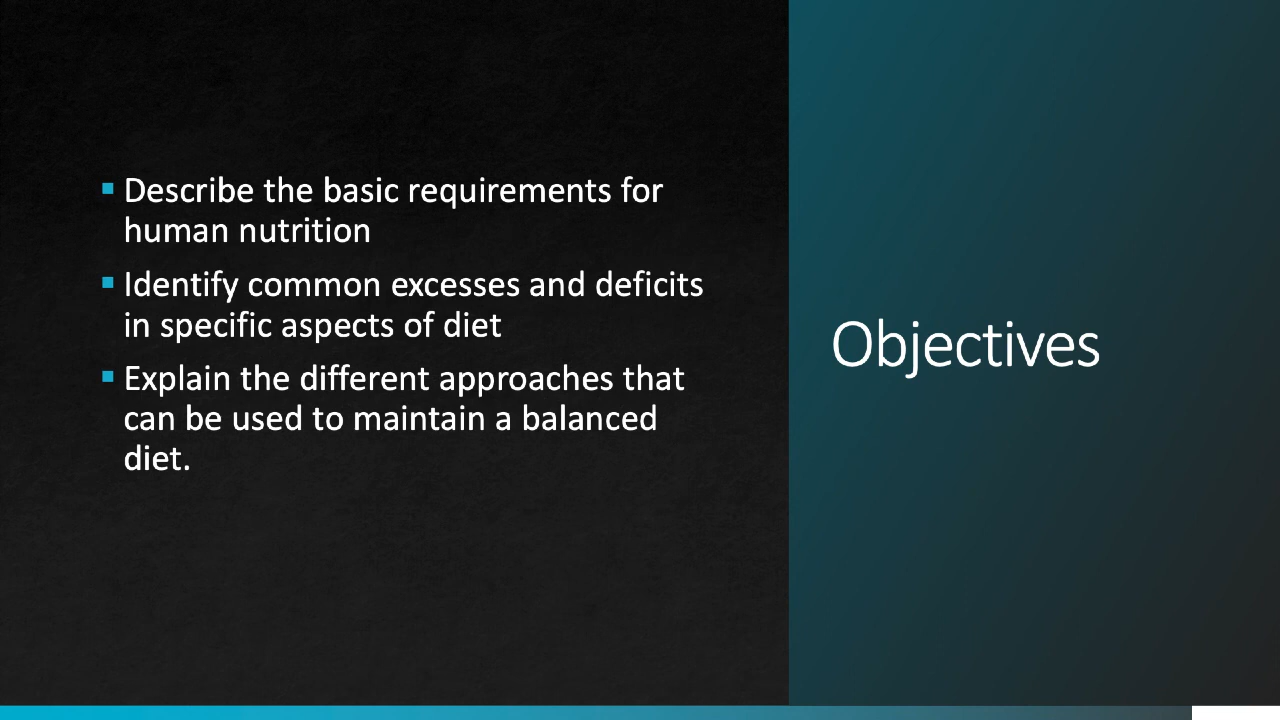 Describe the basic requirements for
human nutrition
Identify common excesses and deficits
in specific aspects of diet
Explain the different approaches that
can be used to maintain a balanced
diet.
Objectives